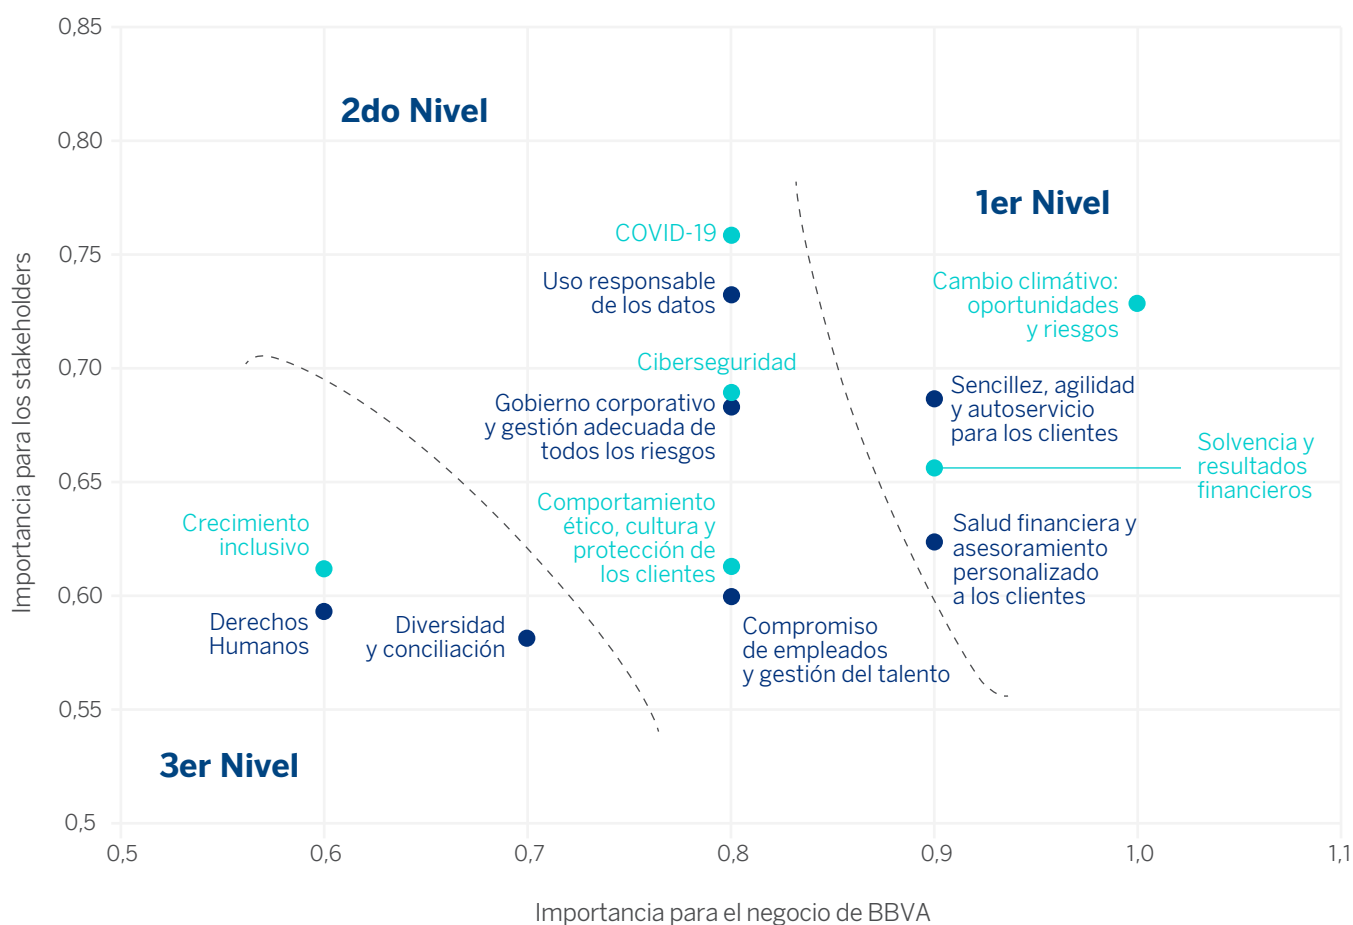 0,85
2do Nivel
0,80
1er Nivel
COVID-19
0,75
Uso responsable
de los datos
Cambio climátivo:
oportunidades
y riesgos
0,70
Ciberseguridad
Gobierno corporativo
y gestión adecuada de
todos los riesgos
Sencillez, agilidad
y autoservicio
para los clientes
Solvencia y
resultados
financieros
0,65
Comportamiento
ético, cultura y
protección de
los clientes
Crecimiento
inclusivo
Salud financiera y
asesoramiento
personalizado
a los clientes
0,60
Derechos
Humanos
Diversidad
y conciliación
Compromiso
de empleados
y gestión del talento
0,55
3er Nivel
0,5
Importancia para los stakeholders
0,5
0,6
0,7
0,8
0,9
1,0
1,1
Importancia para el negocio de BBVA